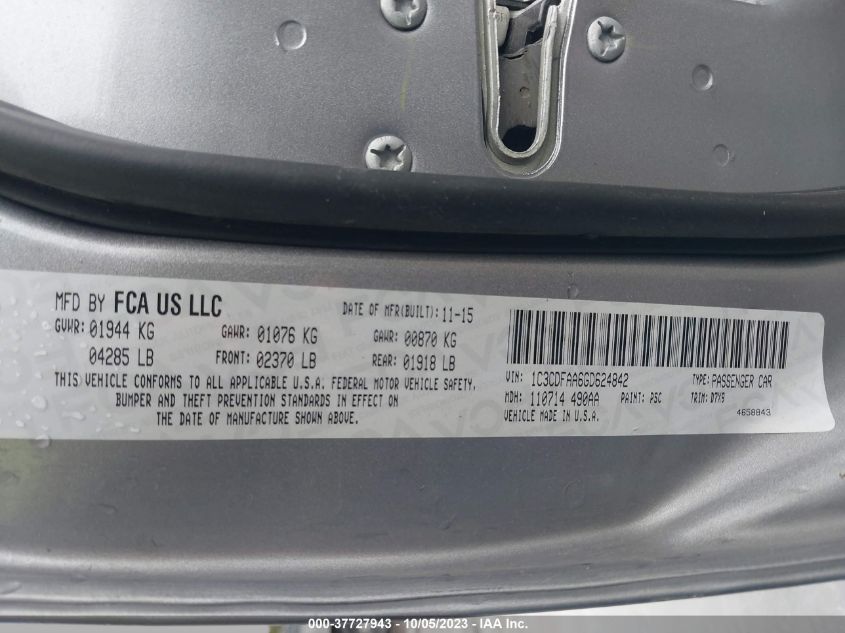 MFD BY FCA US LLC
DATE OF MFR(BUILT): 11-15
GVWR: 01944 KG
GAWR: 01076 KG
GAWR: 00870 KG
04285 LB
FRONT: 02370 LB
REAR: 01918 LB
THIS VEHICLE CONFORMS TO ALL APPLICABLE U.S.A. FEDERAL MOTOR VEHICLE SAFETY,
BUMPER AND THEFT PREVENTION STANDARDS IN EFFECT ON
THE DATE OF MANUFACTURE SHOWN ABOVE.
VIN: 1C3CDFAA6GD624842
TYPE: PASSENGER CAR
MDH: 110714 490AA
PAINT: PSC
TRIM: D7X9
VEHICLE MADE IN U.S.A.
4658843
000-37727943 - 10/05/2023 - IAA Inc.